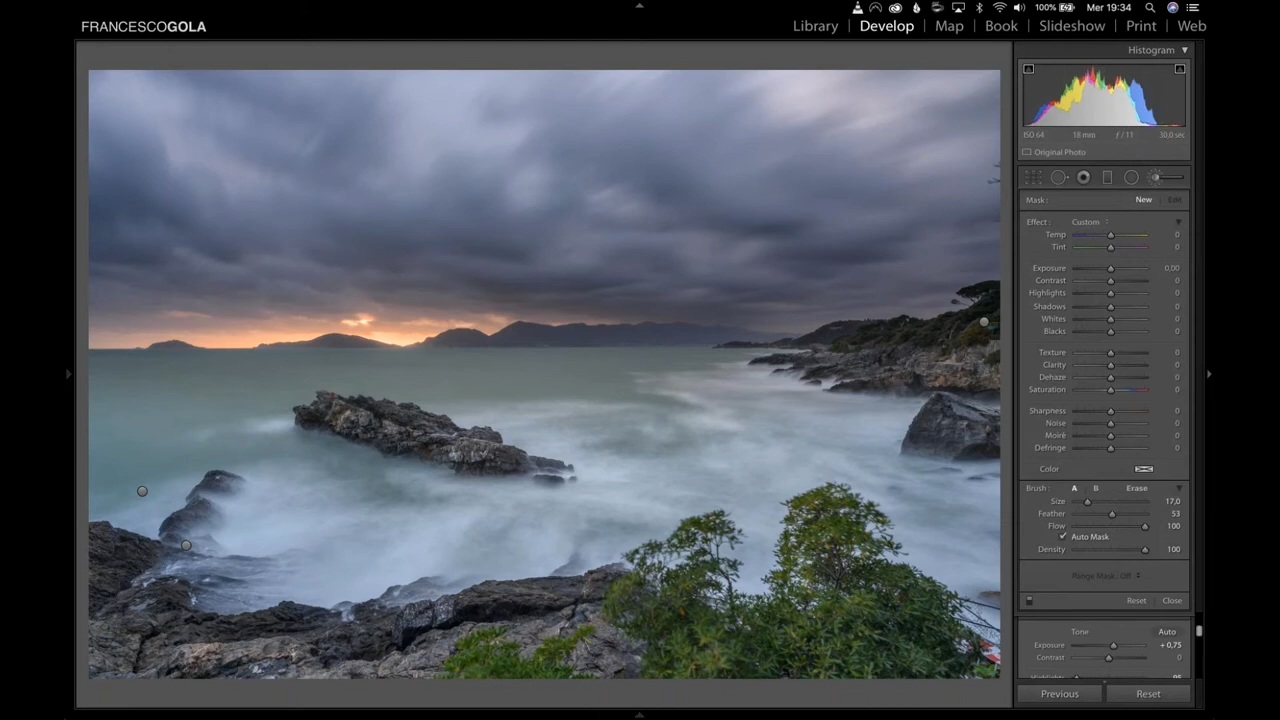 100% Mer 19:34
FRANCESCOGOLA
Library Develop Map Book Slideshow Print Web
Histogram
ISO 64 18 mm ƒ / 11 30,0 sec
Original Photo
Mask : New Edit
Effect : Custom
Temp 0
Tint 0
Exposure 0,00
Contrast 0
Highlights 0
Shadows 0
Whites 0
Blacks 0
Texture 0
Clarity 0
Dehaze 0
Saturation 0
Sharpness 0
Noise 0
Moiré 0
Defringe 0
Color
Brush : A B Erase
Size 17,0
Feather 53
Flow 100
Auto Mask
Density 100
Range Mask : Off
Reset Close
Tone Auto
Exposure + 0,75
Contrast 0
Previous Reset